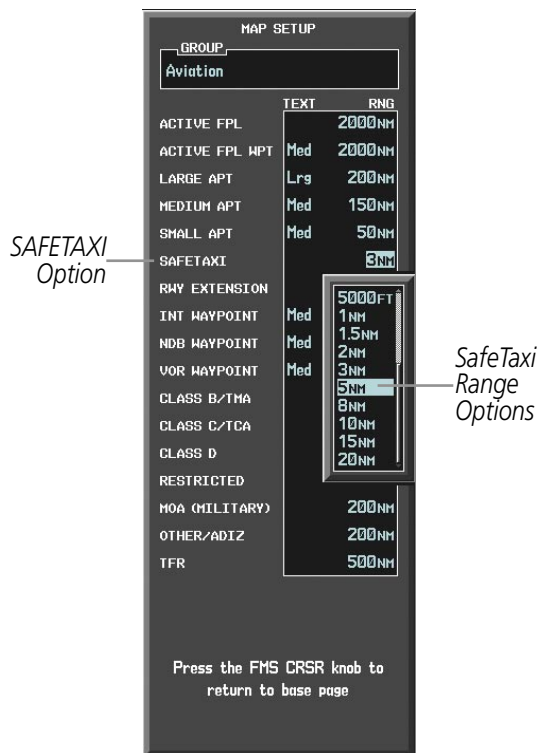 MAP SETUP
GROUP
Aviation
TEXT RNG
ACTIVE FPL 2000NM
ACTIVE FPL WPT Med 2000NM
LARGE APT Lrg 200NM
MEDIUM APT Med 150NM
SMALL APT Med 50NM
SAFETAXI 3NM
RWY EXTENSION
INT WAYPOINT Med
NDB WAYPOINT Med
VOR WAYPOINT Med
CLASS B/TMA
CLASS C/TCA
CLASS D
RESTRICTED
MOA (MILITARY) 200NM
OTHER/ADIZ 200NM
TFR 500NM
5000FT
1NM
1.5NM
2NM
3NM
5NM
8NM
10NM
15NM
20NM
Press the FMS CRSR knob to
return to base page
SAFETAXI
Option
SafeTaxi
Range
Options